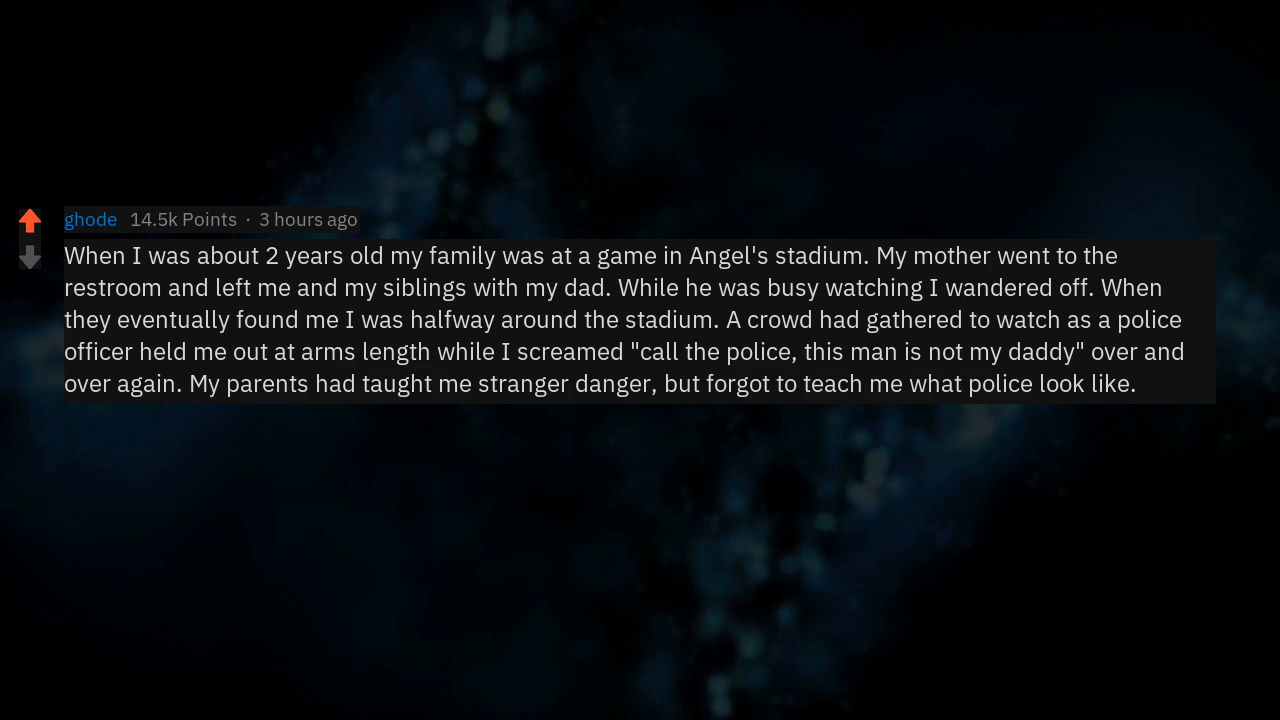 ghode 14.5k Points · 3 hours ago
When I was about 2 years old my family was at a game in Angel's stadium. My mother went to the
restroom and left me and my siblings with my dad. While he was busy watching I wandered off. When
they eventually found me I was halfway around the stadium. A crowd had gathered to watch as a police
officer held me out at arms length while I screamed "call the police, this man is not my daddy" over and
over again. My parents had taught me stranger danger, but forgot to teach me what police look like.